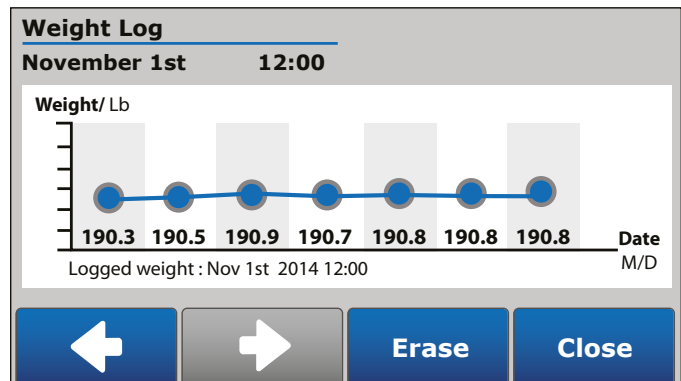 Weight Log
November 1st 12:00
Weight/ Lb
190.3 190.5 190.9 190.7 190.8 190.8 190.8 Date
M/D
Logged weight : Nov 1st 2014 12:00
Erase Close